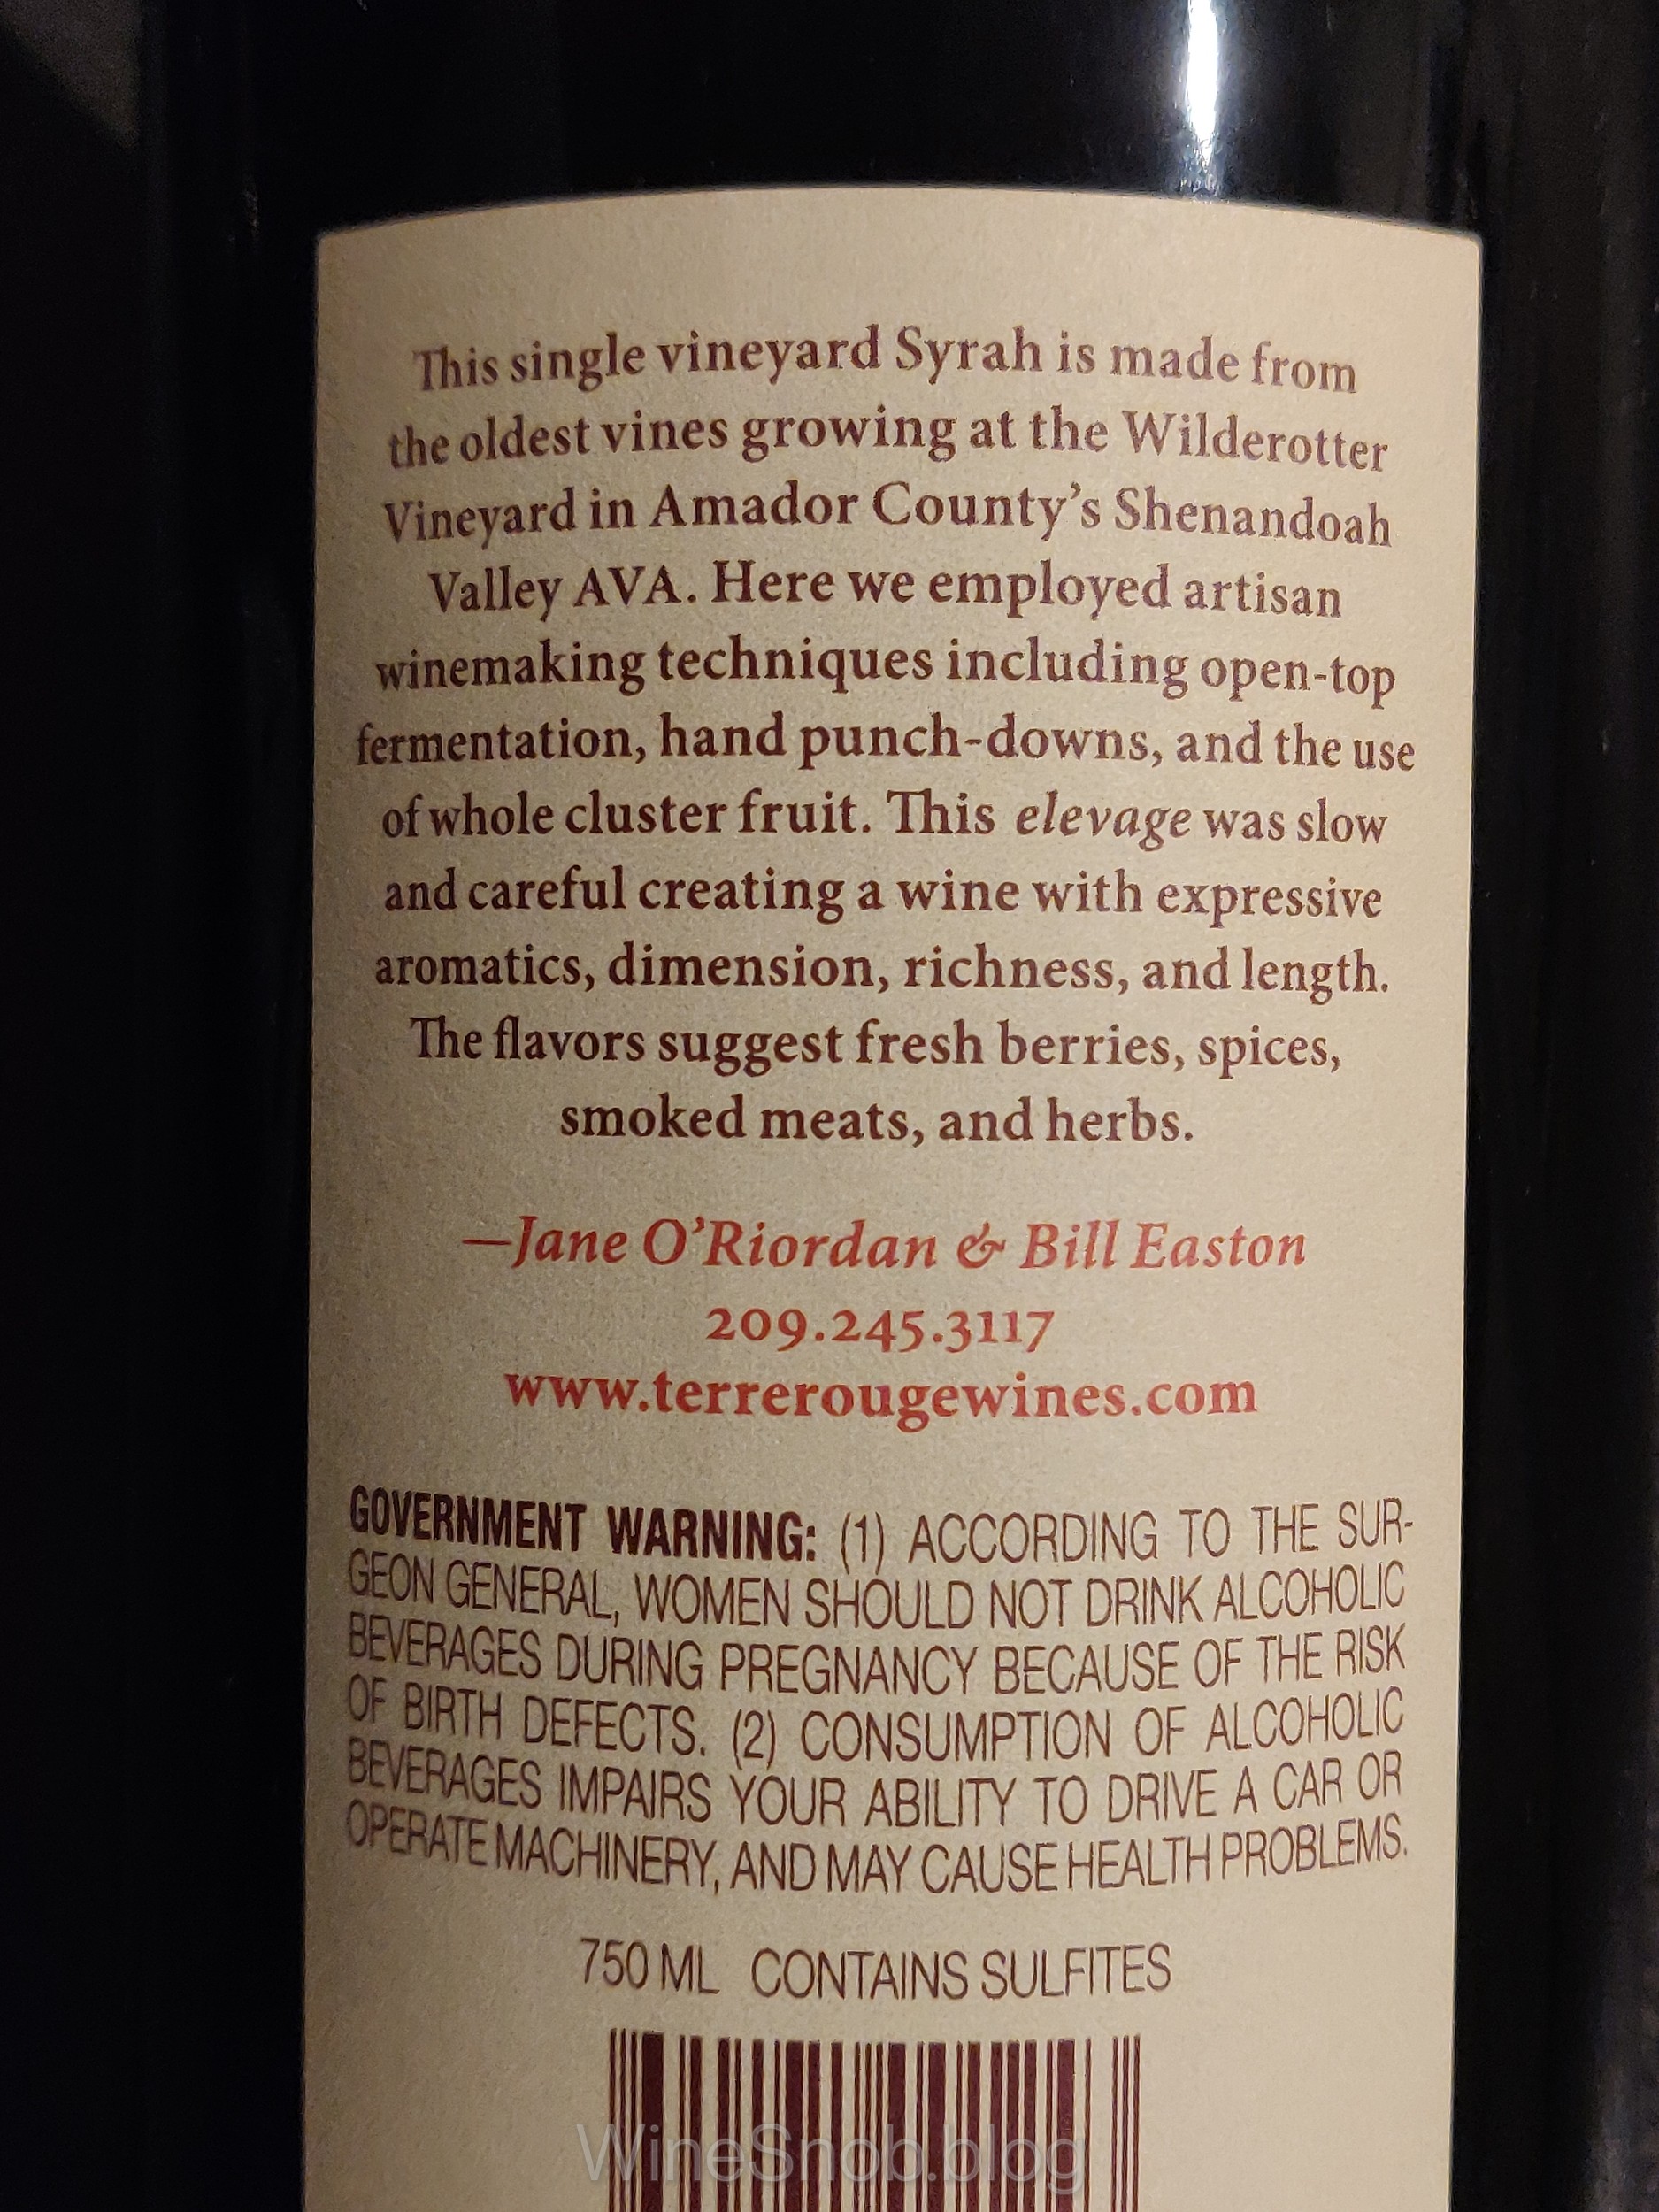 This single vineyard Syrah is made from
the oldest vines growing at the Wilderotter
Vineyard in Amador County's Shenandoah
Valley AVA. Here we employed artisan
winemaking techniques including open-top
fermentation, hand punch-downs, and the use
of whole cluster fruit. This elevage was slow
and careful creating a wine with expressive
aromatics, dimension, richness, and length.
The flavors suggest fresh berries, spices,
smoked meats, and herbs.
—Jane O'Riordan & Bill Easton
209.245.3117
www.terrerougewines.com
GOVERNMENT WARNING: (1) ACCORDING TO THE SUR-
GEON GENERAL, WOMEN SHOULD NOT DRINK ALCOHOLIC
BEVERAGES DURING PREGNANCY BECAUSE OF THE RISK
OF BIRTH DEFECTS. (2) CONSUMPTION OF ALCOHOLIC
BEVERAGES IMPAIRS YOUR ABILITY TO DRIVE A CAR OR
OPERATE MACHINERY, AND MAY CAUSE HEALTH PROBLEMS.
750 ML CONTAINS SULFITES
WineSnob.blog